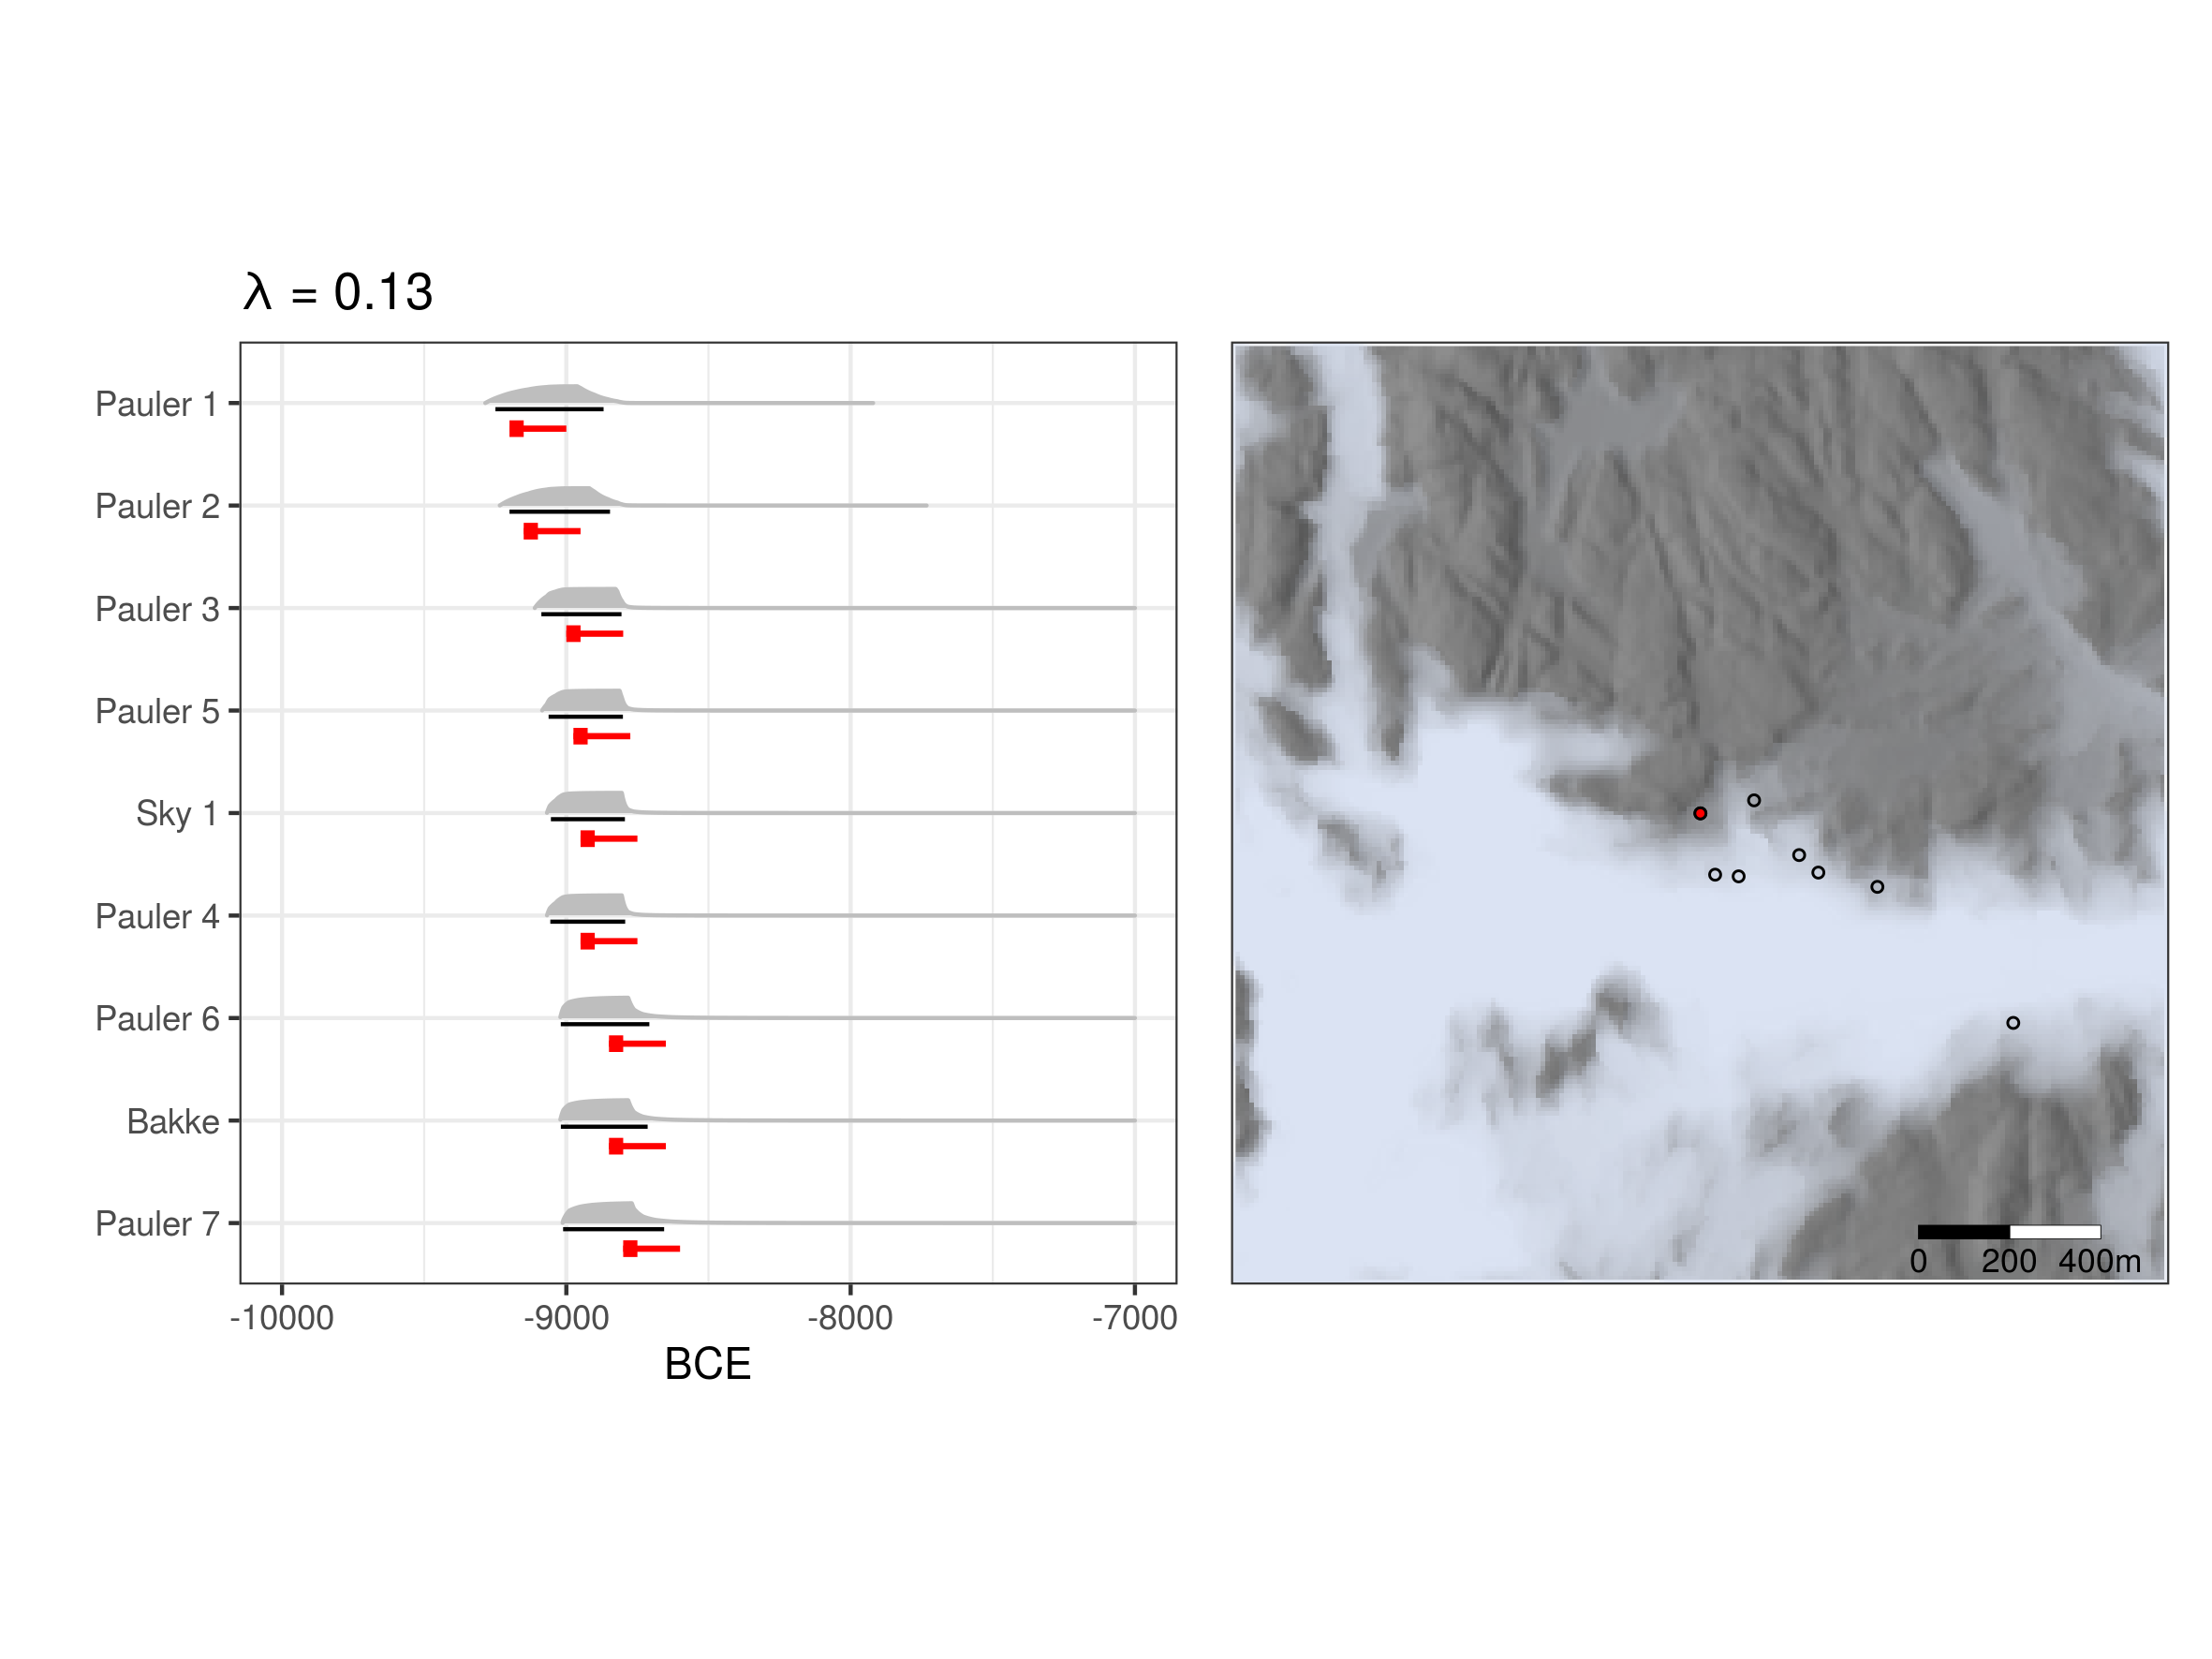 λ = 0.13
Pauler 1
Pauler 2
Pauler 3
Pauler 5
Sky 1
Pauler 4
Pauler 6
Bakke
Pauler 7
-10000 -9000 -8000 -7000
BCE
0 200 400m